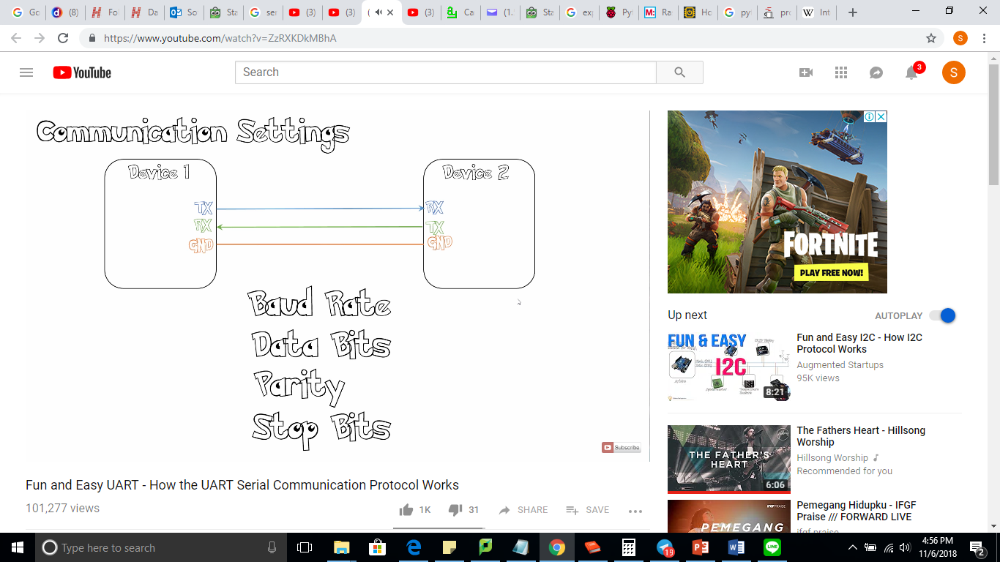 Go
(8)
Fol
Da
So
Sta
ser
(3)
(3)
(
(3)
Ca
(1.
Sta
exp
Pyt
Ra
Ho
pyt
pro
Int
https://www.youtube.com/watch?v=ZzRXKDkMBhA
S
YouTube
Search
3
S
Communication Settings
Device 1
Device 2
TX
RX
RX
TX
GND
GND
Baud Rate
Data Bits
Parity
Stop Bits
Subscribe
FORTNITE
PLAY FREE NOW!
Up next
AUTOPLAY
FUN & EASY
I2C
8:21
Fun and Easy I2C - How I2C
Protocol Works
Augmented Startups
95K views
THE FATHER'S
HEART
6:06
The Fathers Heart - Hillsong
Worship
Hillsong Worship
Recommended for you
PEMEGANG
Pemegang Hidupku - IFGF
Praise /// FORWARD LIVE
ifgf praise
Fun and Easy UART - How the UART Serial Communication Protocol Works
101,277 views
1K
31
SHARE
SAVE
Type here to search
19
LINE
4:56 PM
11/6/2018
2